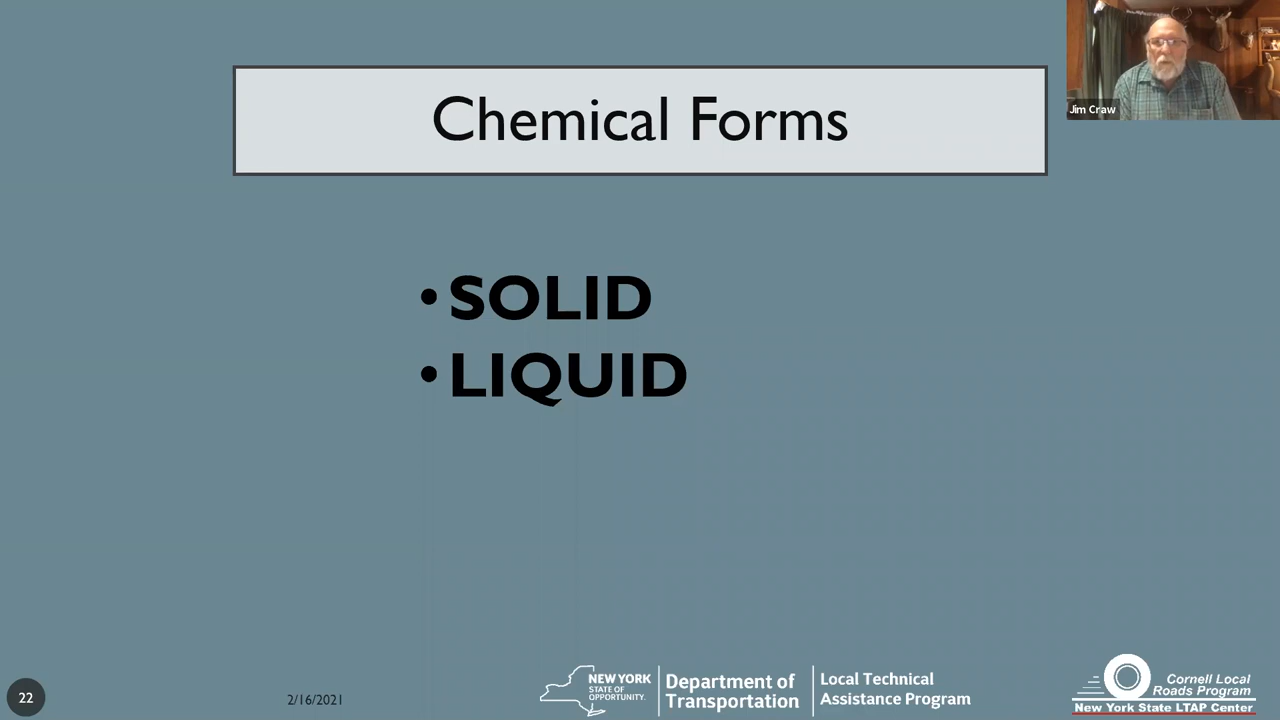 Chemical Forms
Jim Craw
• SOLID
• LIQUID
22
2/16/2021
NEW YORK
STATE OF
OPPORTUNITY.
Department of
Transportation
Local Technical
Assistance Program
Cornell Local
Roads Program
New York State LTAP Center